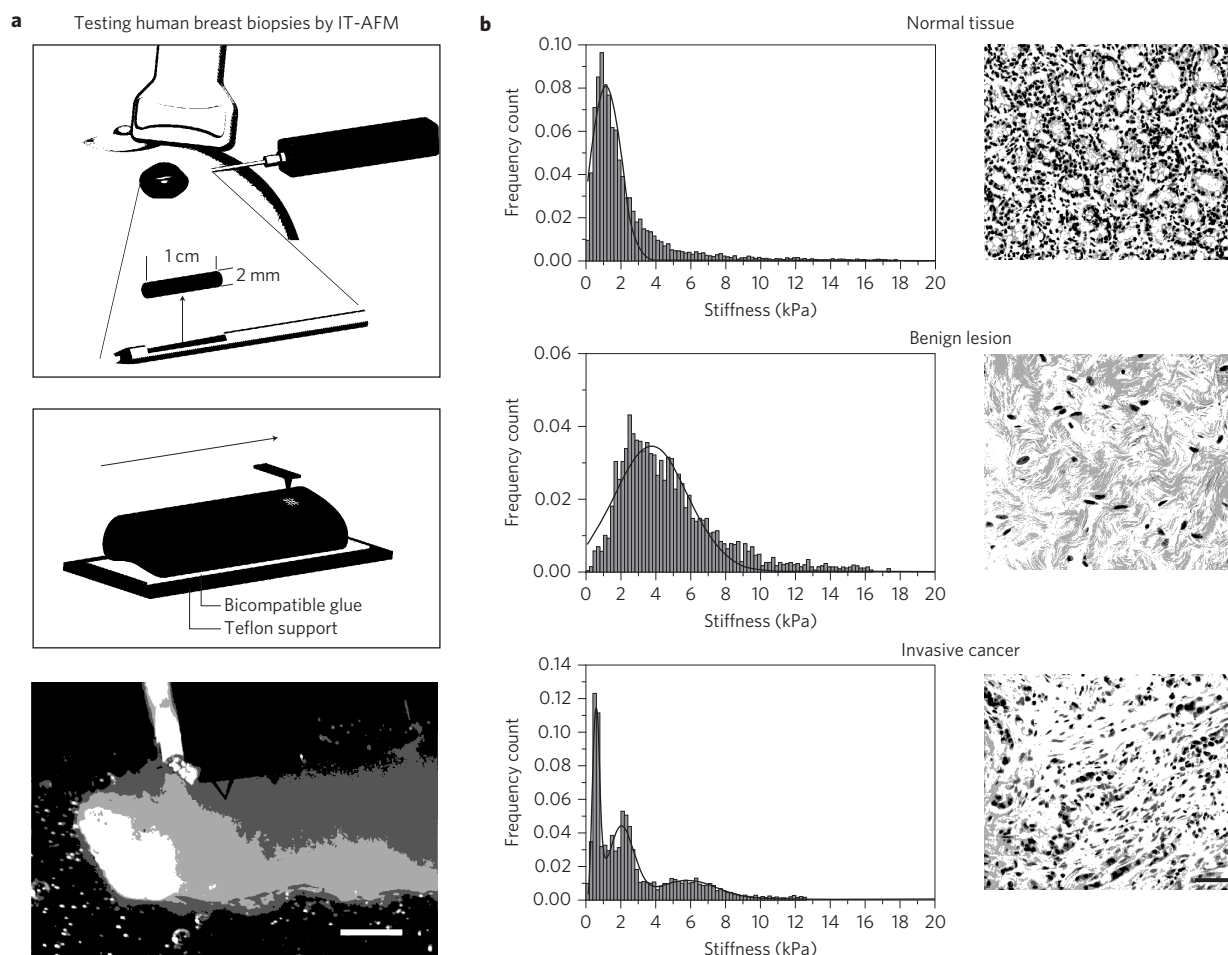 a
Testing human breast biopsies by IT-AFM
1 cm
2 mm
Bicompatible glue
Teflon support
b
Normal tissue
Frequency count
0.10
0.08
0.06
0.04
0.02
0.00
0 2 4 6 8 10 12 14 16 18 20
Stiffness (kPa)
Benign lesion
Frequency count
0.06
0.04
0.02
0.00
0 2 4 6 8 10 12 14 16 18 20
Stiffness (kPa)
Invasive cancer
Frequency count
0.14
0.12
0.10
0.08
0.06
0.04
0.02
0.00
0 2 4 6 8 10 12 14 16 18 20
Stiffness (kPa)